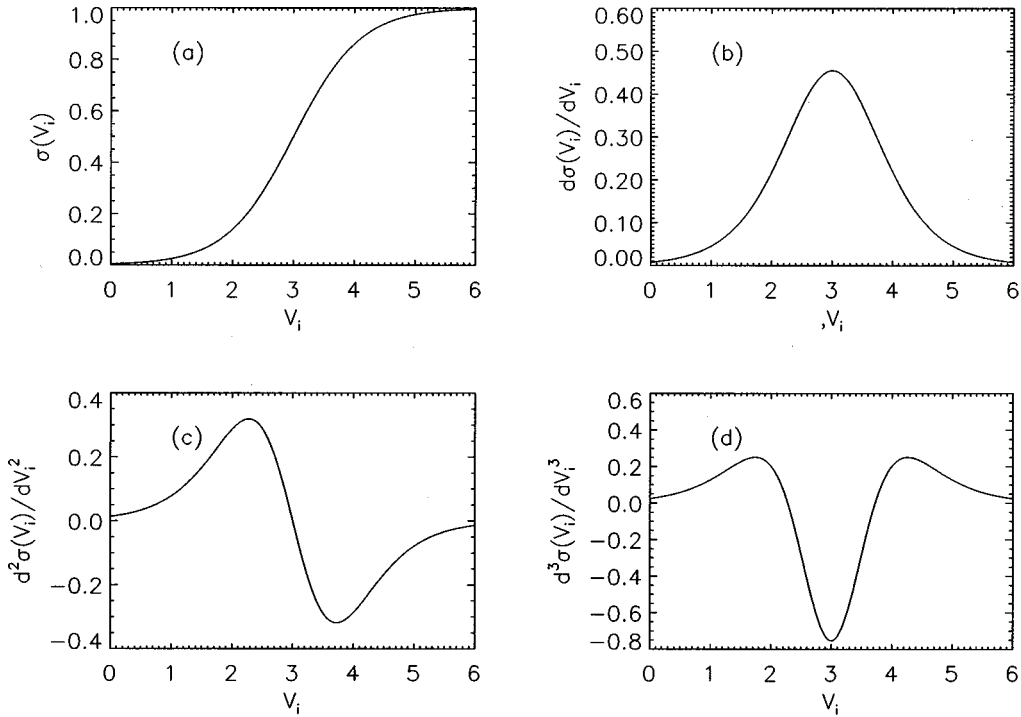 (a)
σ(V_i)
1.0
0.8
0.6
0.4
0.2
0.0
0 1 2 3 4 5 6
V_i
(b)
dσ(V_i)/dV_i
0.60
0.50
0.40
0.30
0.20
0.10
0.00
0 1 2 3 4 5 6
,V_i
(c)
d²σ(V_i)/dV_i²
0.4
0.2
0.0
−0.2
−0.4
0 1 2 3 4 5 6
V_i
(d)
d³σ(V_i)/dV_i³
0.6
0.4
0.2
0.0
−0.2
−0.4
−0.6
−0.8
0 1 2 3 4 5 6
V_i